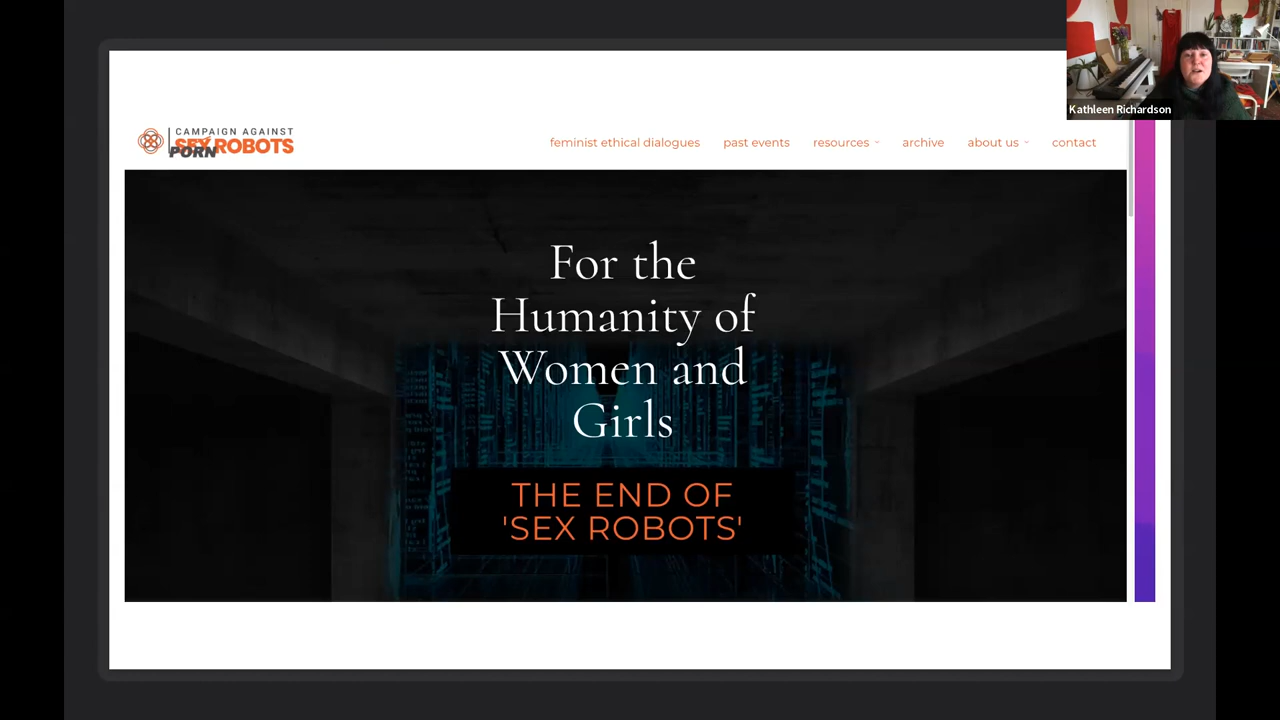 Kathleen Richardson
CAMPAIGN AGAINST
SEX ROBOTS
PORN
feminist ethical dialogues past events resources archive about us contact
For the
Humanity of
Women and
Girls
THE END OF
'SEX ROBOTS'